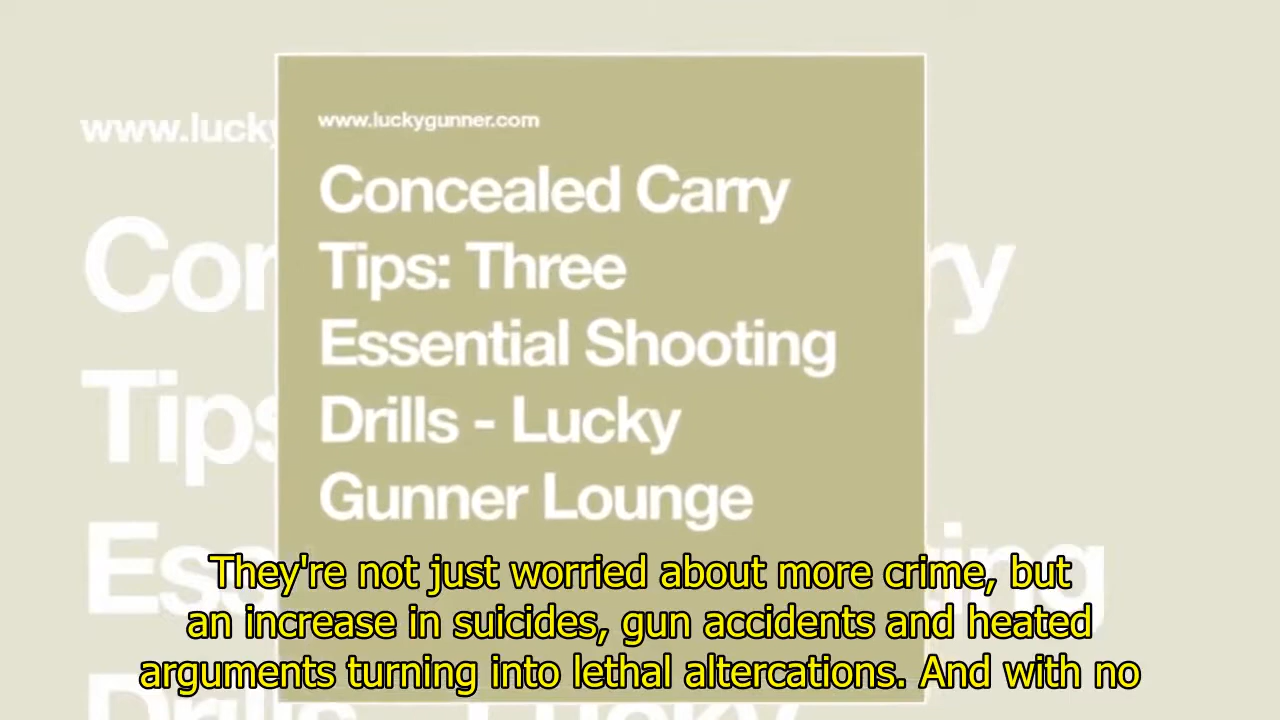 www.luckygunner.com
Concealed Carry
Tips: Three
Essential Shooting
Drills - Lucky
Gunner Lounge
They're not just worried about more crime, but
an increase in suicides, gun accidents and heated
arguments turning into lethal altercations. And with no